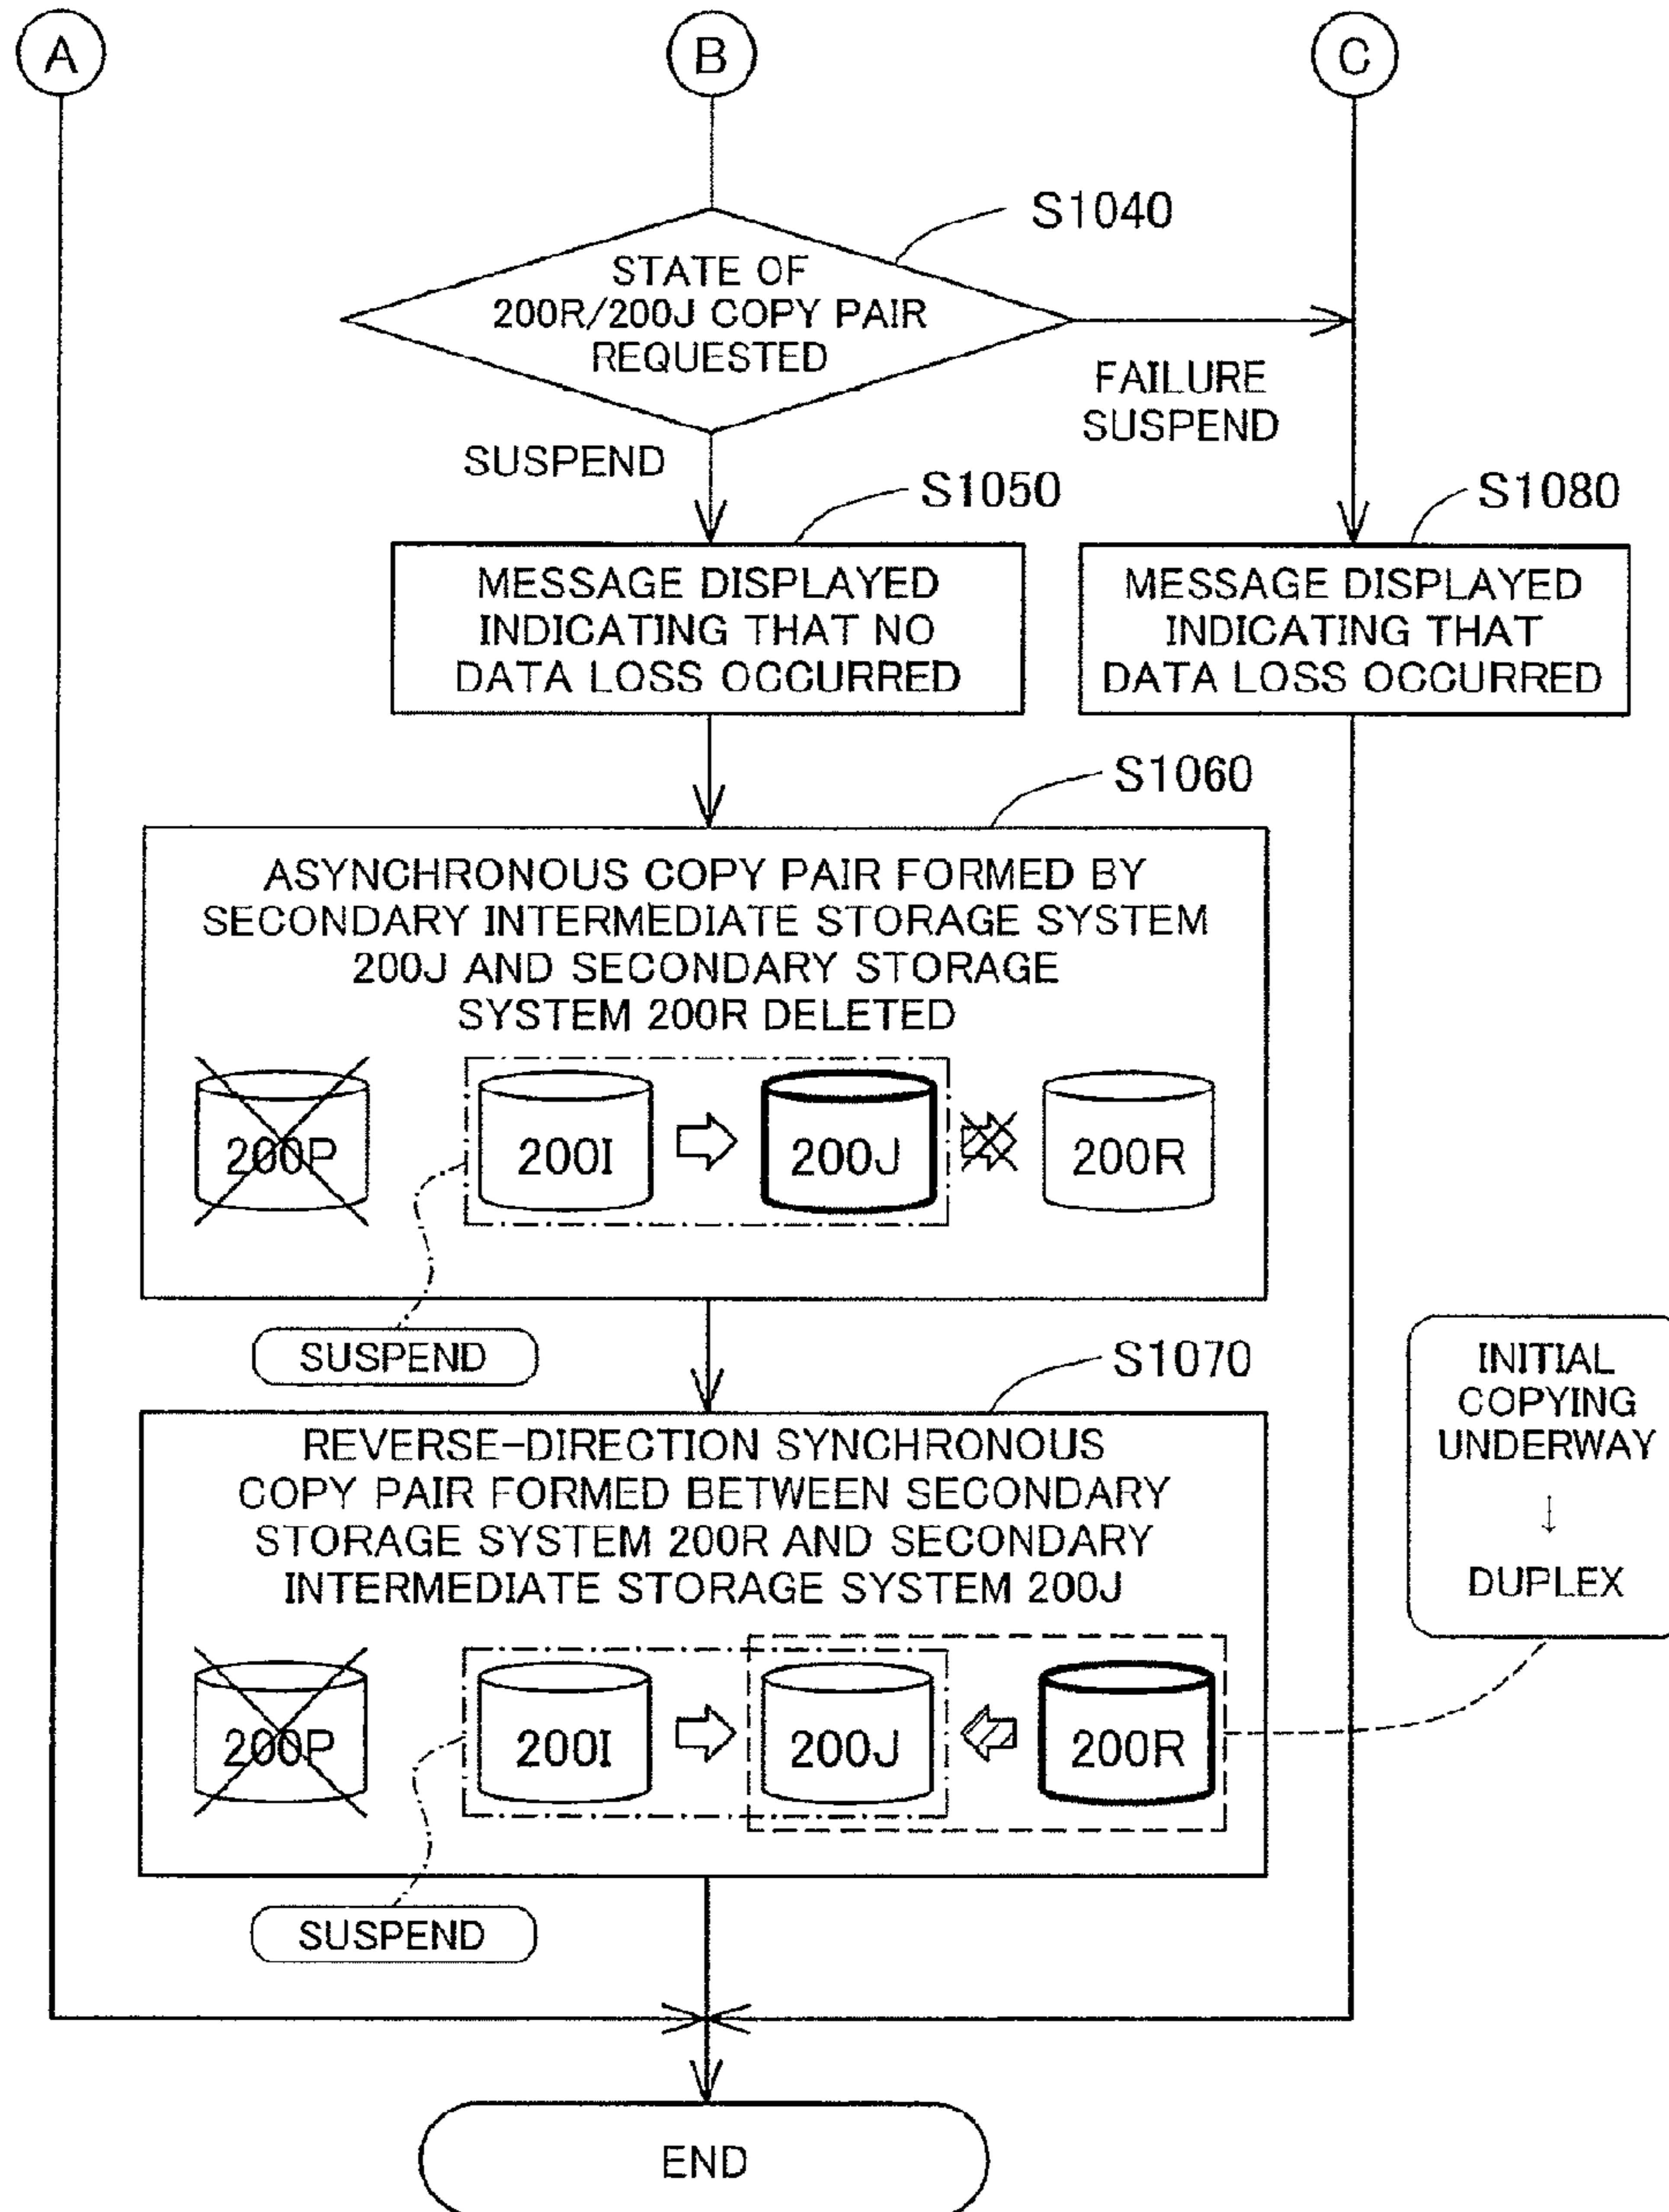 A
B
C
S1040
STATE OF
200R/200J COPY PAIR
REQUESTED
FAILURE
SUSPEND
SUSPEND
S1050
S1080
MESSAGE DISPLAYED
INDICATING THAT NO
DATA LOSS OCCURRED
MESSAGE DISPLAYED
INDICATING THAT
DATA LOSS OCCURRED
S1060
ASYNCHRONOUS COPY PAIR FORMED BY
SECONDARY INTERMEDIATE STORAGE SYSTEM
200J AND SECONDARY STORAGE
SYSTEM 200R DELETED
200P
200I
200J
200R
SUSPEND
S1070
INITIAL
COPYING
UNDERWAY
↓
DUPLEX
REVERSE-DIRECTION SYNCHRONOUS
COPY PAIR FORMED BETWEEN SECONDARY
STORAGE SYSTEM 200R AND SECONDARY
INTERMEDIATE STORAGE SYSTEM 200J
200P
200I
200J
200R
SUSPEND
END